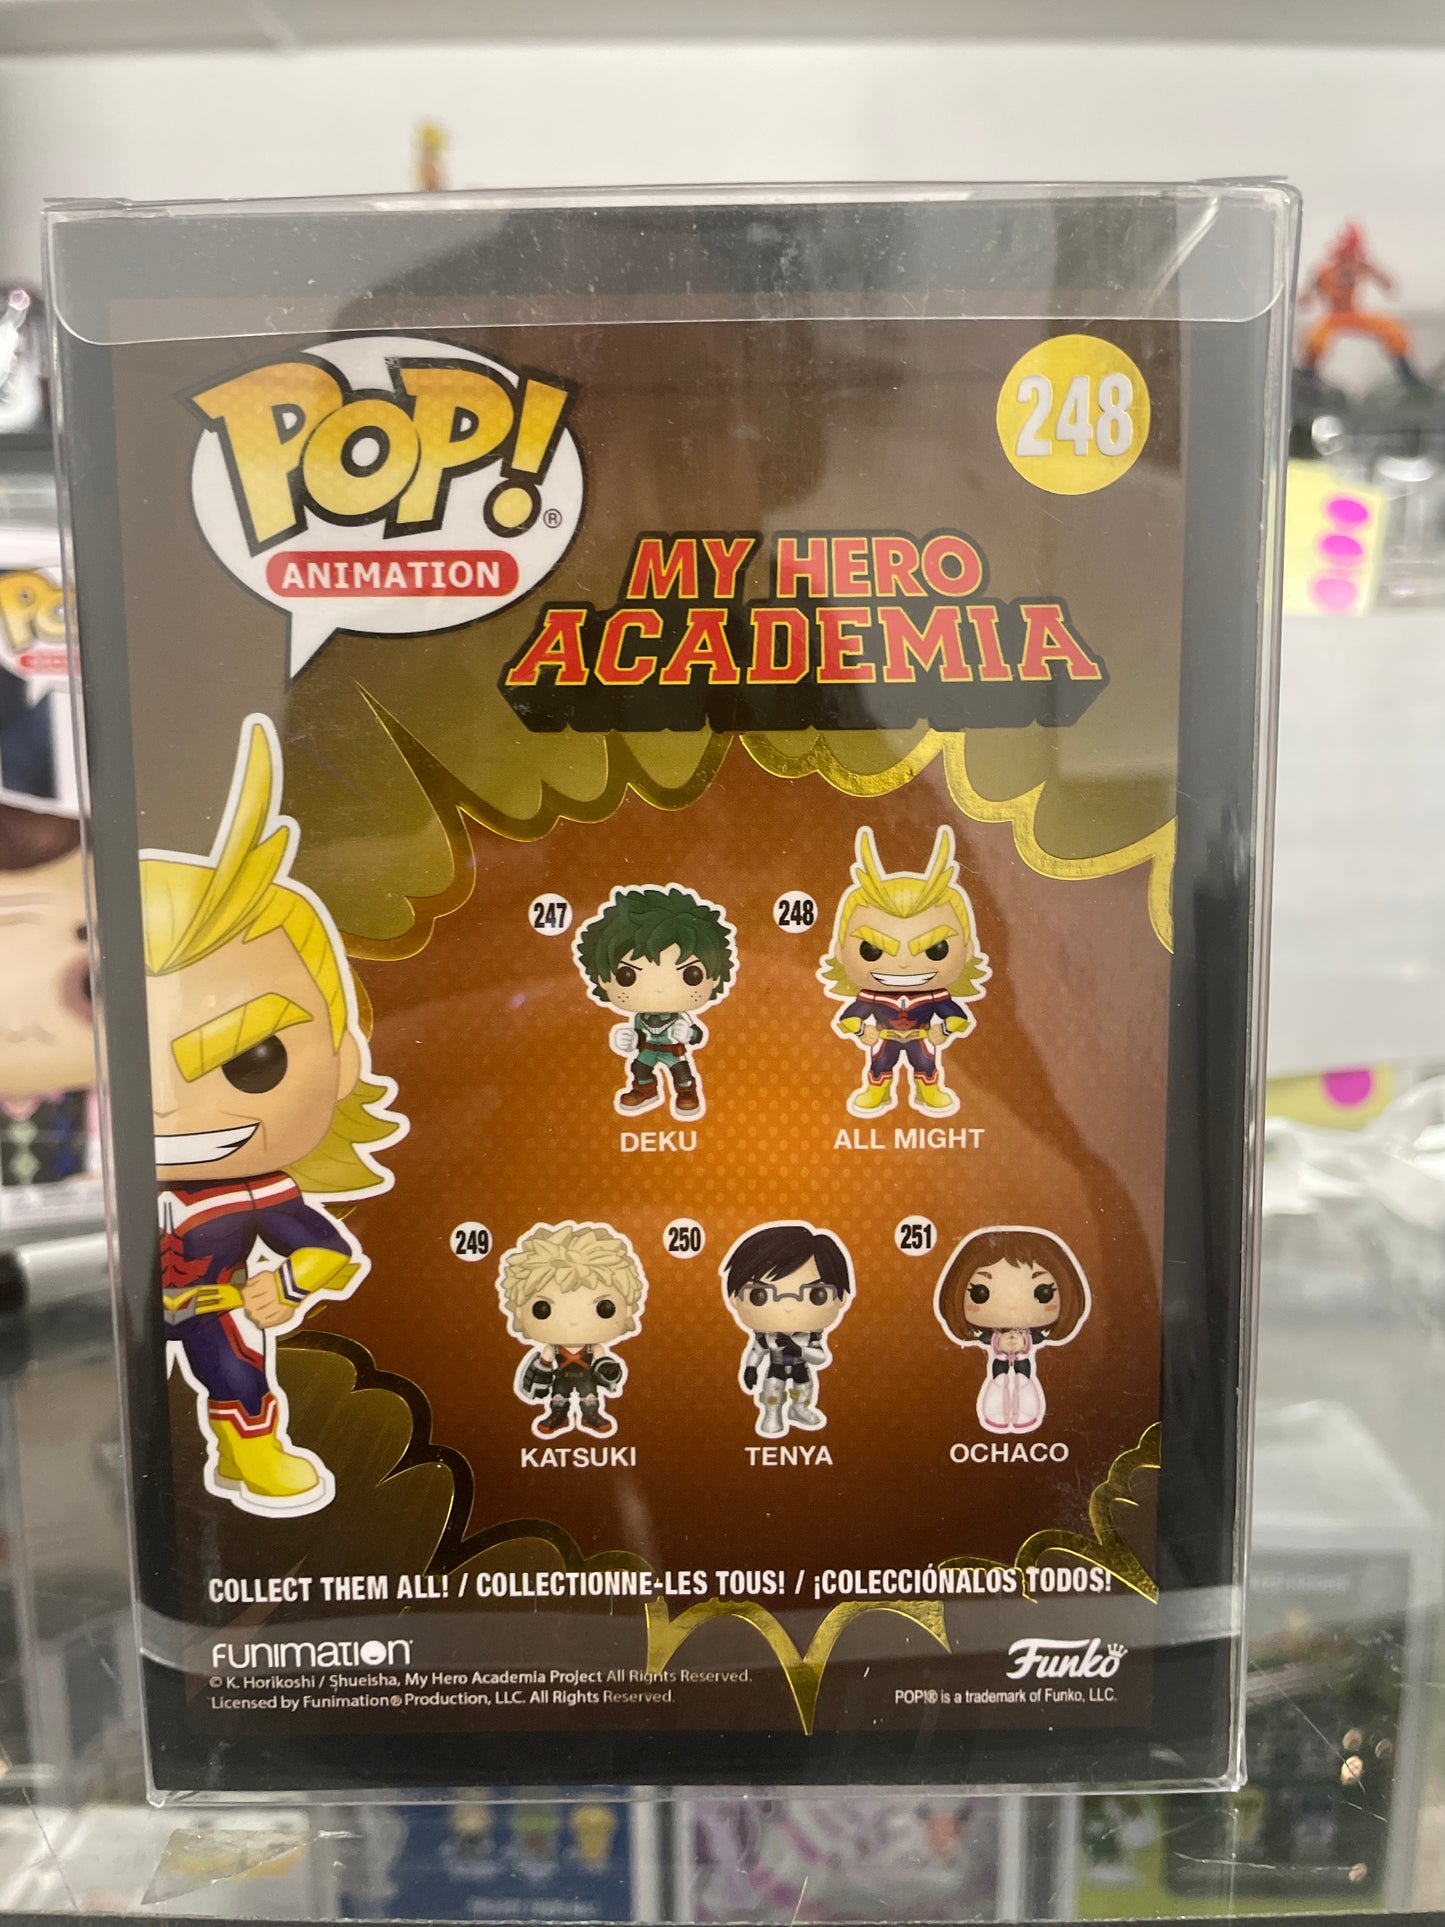 POP!®
ANIMATION
248
MY HERO
ACADEMIA
247
DEKU
248
ALL MIGHT
249
KATSUKI
250
TENYA
251
OCHACO
COLLECT THEM ALL! / COLLECTIONNE-LES TOUS! / ¡COLECCIÓNALOS TODOS!
FUNIMATION
© K. Horikoshi / Shueisha, My Hero Academia Project All Rights Reserved.
Licensed by Funimation® Production, LLC. All Rights Reserved.
Funko
POP!® is a trademark of Funko, LLC.